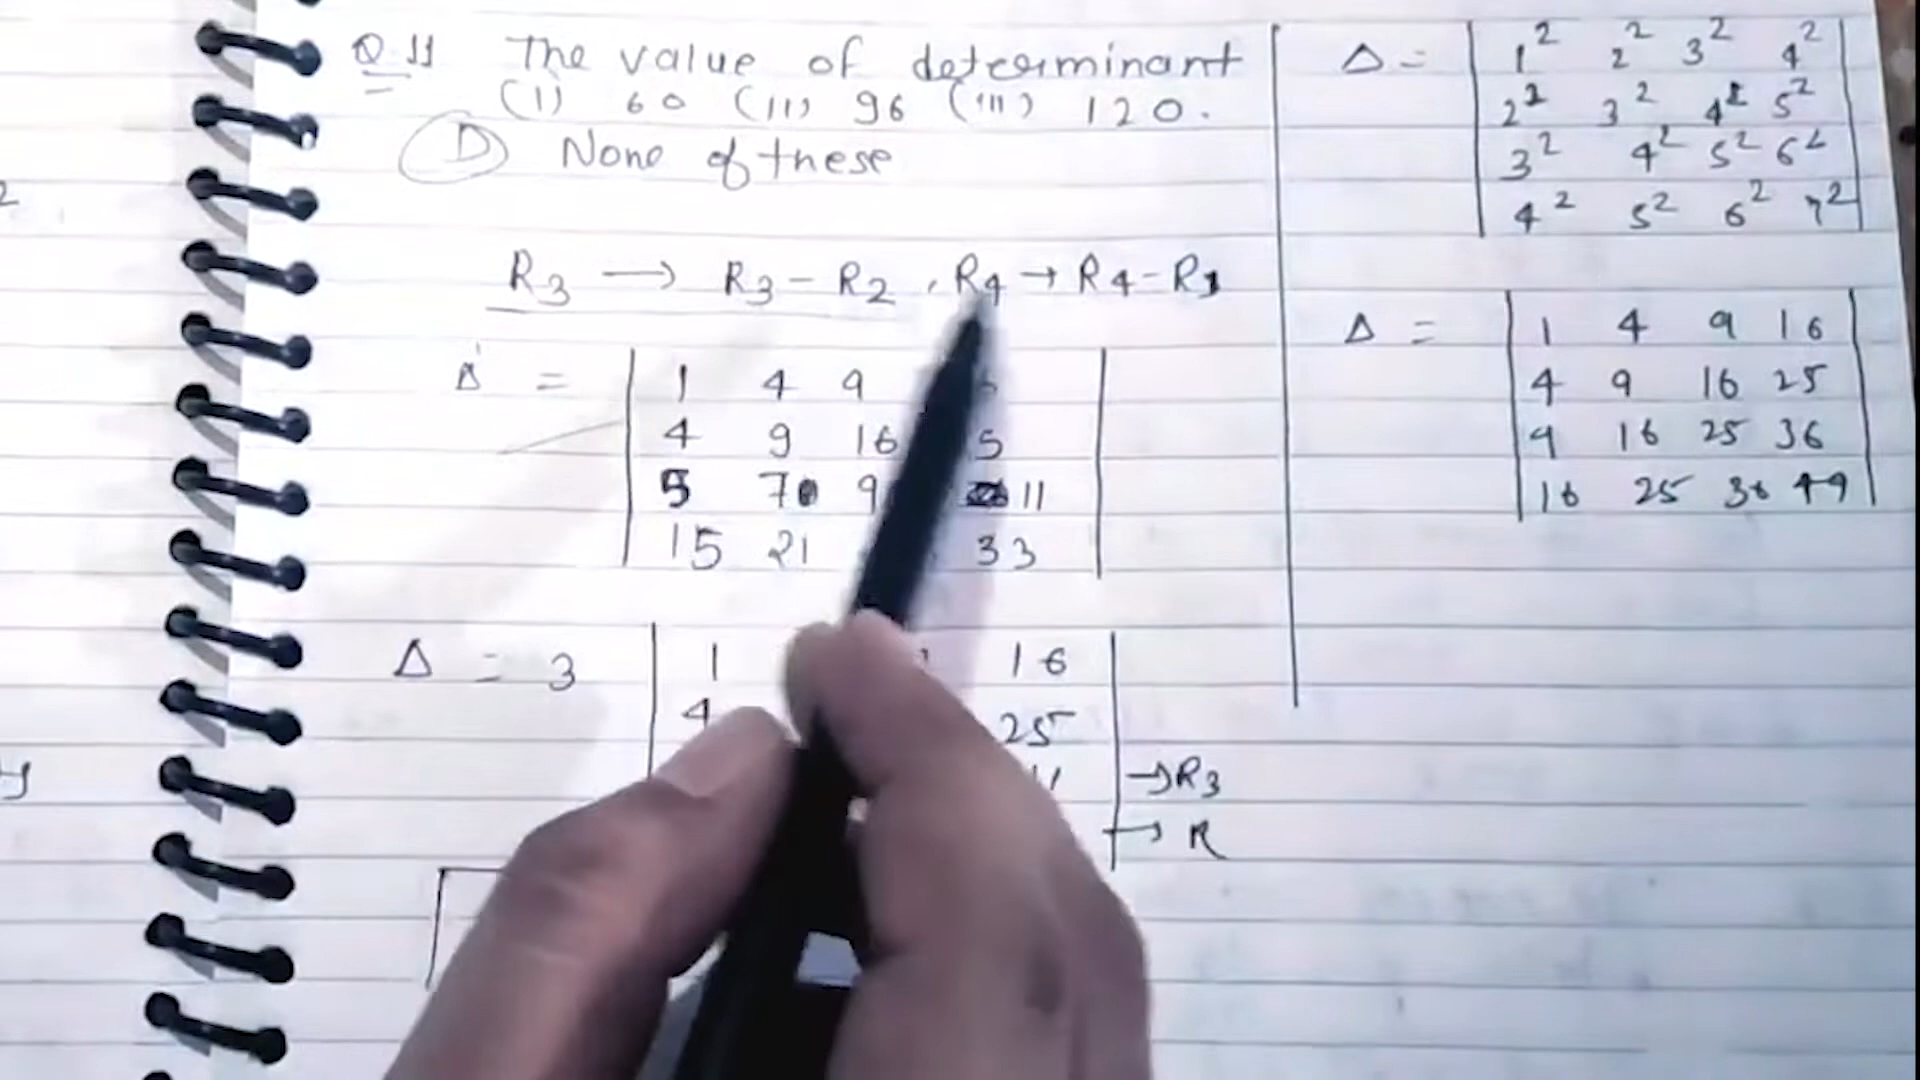 Q.11 The value of determinant
(i) 60 (ii) 96 (iii) 120.
D None of these
R3 → R3 - R2 , R4 → R4 - R1
Δ' =
1 4 9
4 9 16 5
5 7 9 11
15 21 33
Δ = 3
1 16
4 25
11 → R3
→ R
Δ =
1² 2² 3² 4²
2² 3² 4² 5²
3² 4² 5² 6²
4² 5² 6² 7²
Δ =
1 4 9 16
4 9 16 25
9 16 25 36
16 25 36 49